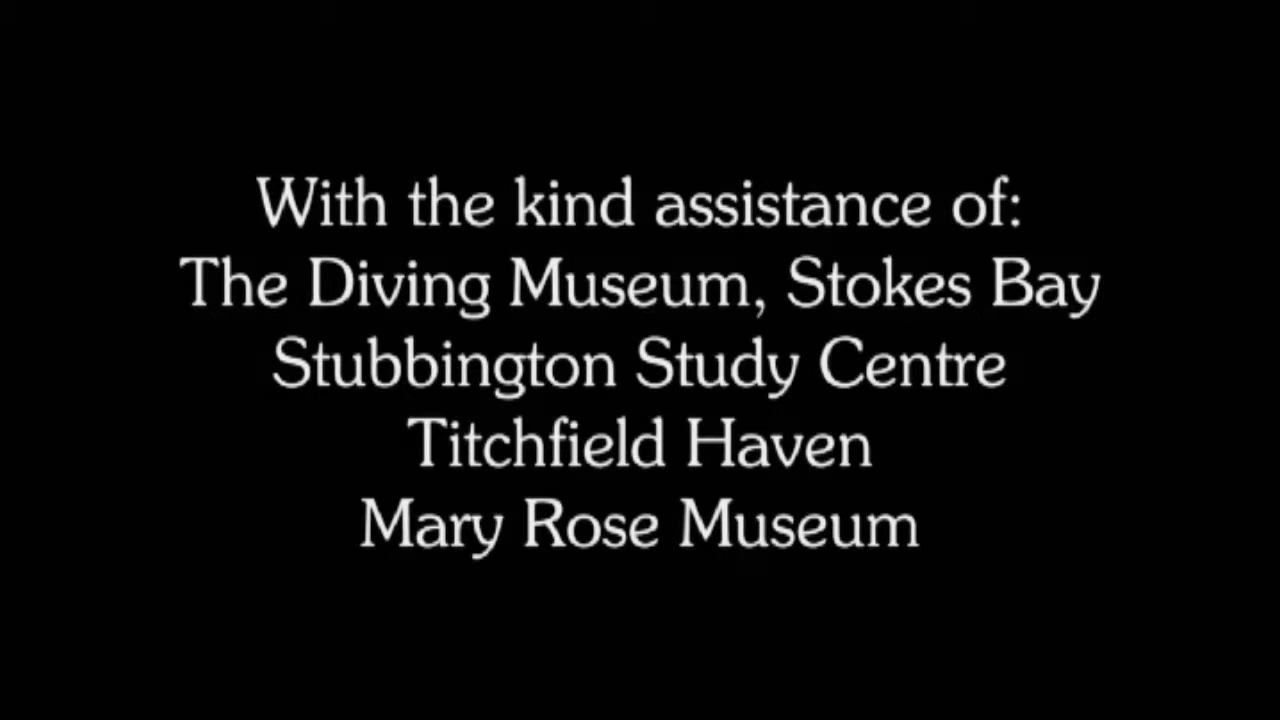 With the kind assistance of:
The Diving Museum, Stokes Bay
Stubbington Study Centre
Titchfield Haven
Mary Rose Museum